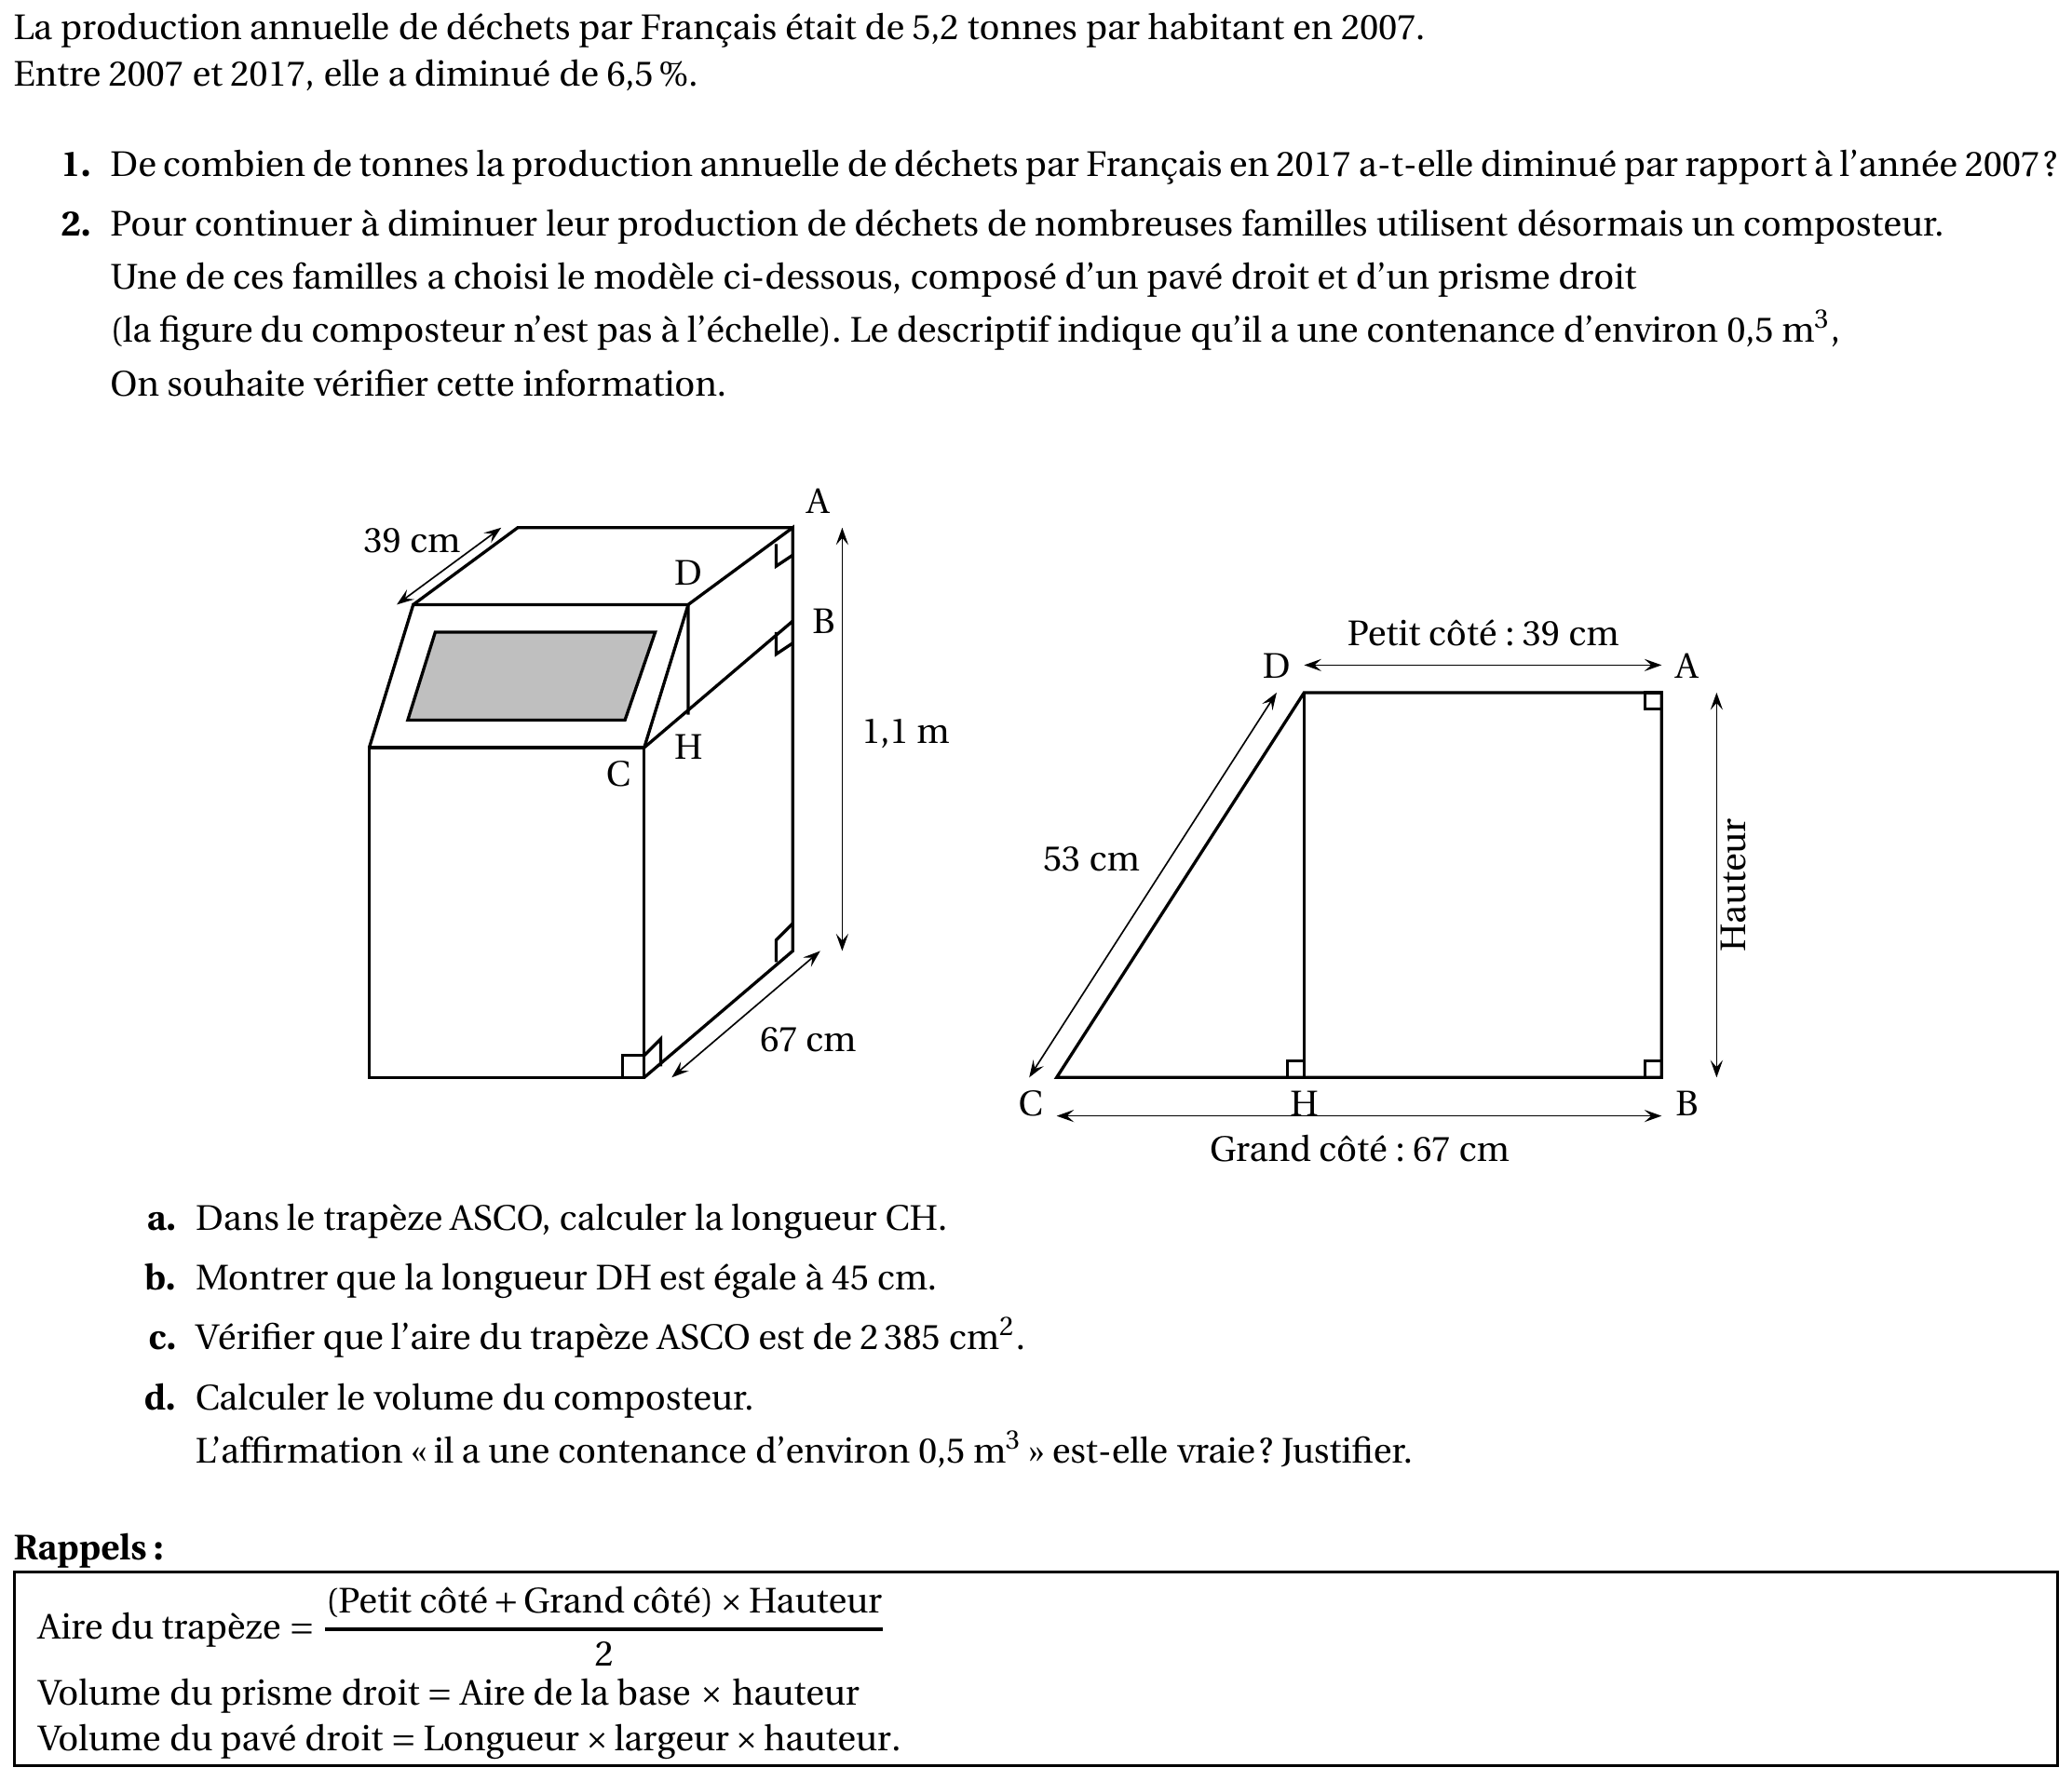 La production annuelle de déchets par Français était de 5,2 tonnes par habitant en 2007.
Entre 2007 et 2017, elle a diminué de 6,5 %.
1. De combien de tonnes la production annuelle de déchets par Français en 2017 a-t-elle diminué par rapport à l'année 2007 ?
2. Pour continuer à diminuer leur production de déchets de nombreuses familles utilisent désormais un composteur.
Une de ces familles a choisi le modèle ci-dessous, composé d'un pavé droit et d'un prisme droit
(la figure du composteur n'est pas à l'échelle). Le descriptif indique qu'il a une contenance d'environ 0,5 m³,
On souhaite vérifier cette information.
A
39 cm
D
B
1,1 m
H
C
67 cm
Petit côté : 39 cm
D
A
53 cm
Hauteur
C
H
B
Grand côté : 67 cm
a. Dans le trapèze ASCO, calculer la longueur CH.
b. Montrer que la longueur DH est égale à 45 cm.
c. Vérifier que l'aire du trapèze ASCO est de 2 385 cm².
d. Calculer le volume du composteur.
L'affirmation « il a une contenance d'environ 0,5 m³ » est-elle vraie ? Justifier.
Rappels :
Aire du trapèze = (Petit côté + Grand côté) × Hauteur
2
Volume du prisme droit = Aire de la base × hauteur
Volume du pavé droit = Longueur × largeur × hauteur.